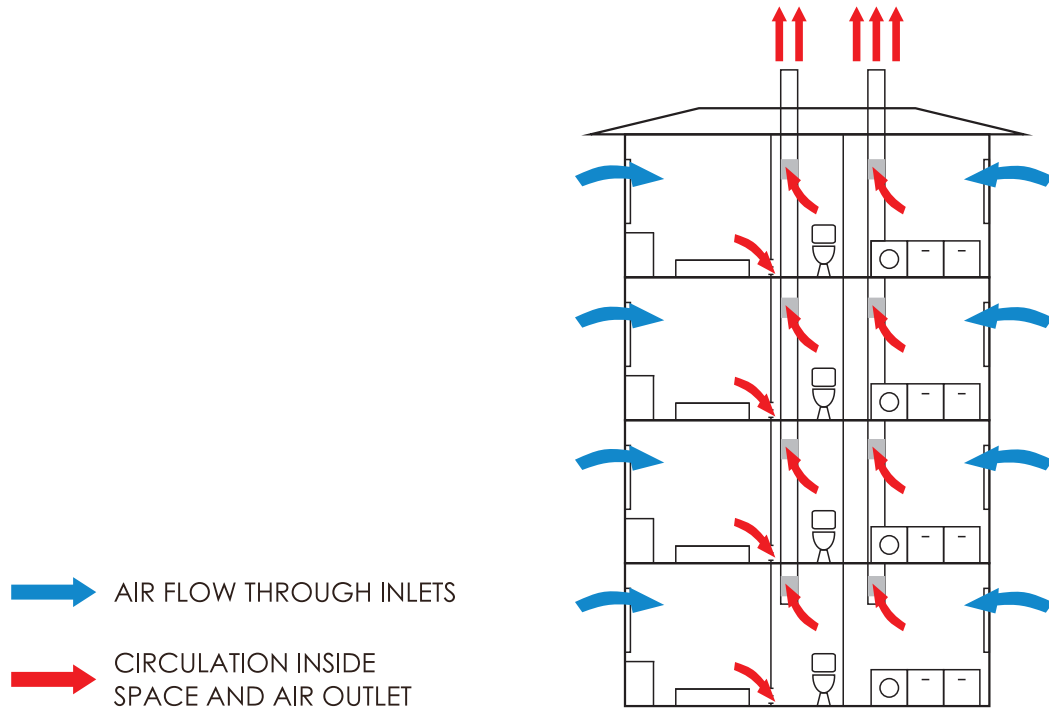 AIR FLOW THROUGH INLETS
CIRCULATION INSIDE
SPACE AND AIR OUTLET